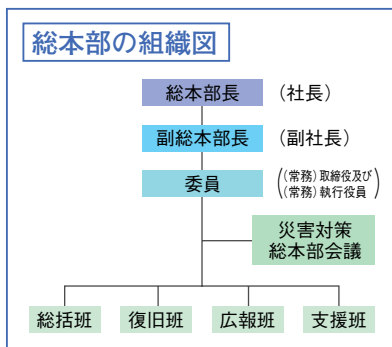 総本部の組織図
総本部長 （社長）
副総本部長 （副社長）
委員 （（常務）取締役及び
（常務）執行役員）
災害対策
総本部会議
総括班 復旧班 広報班 支援班